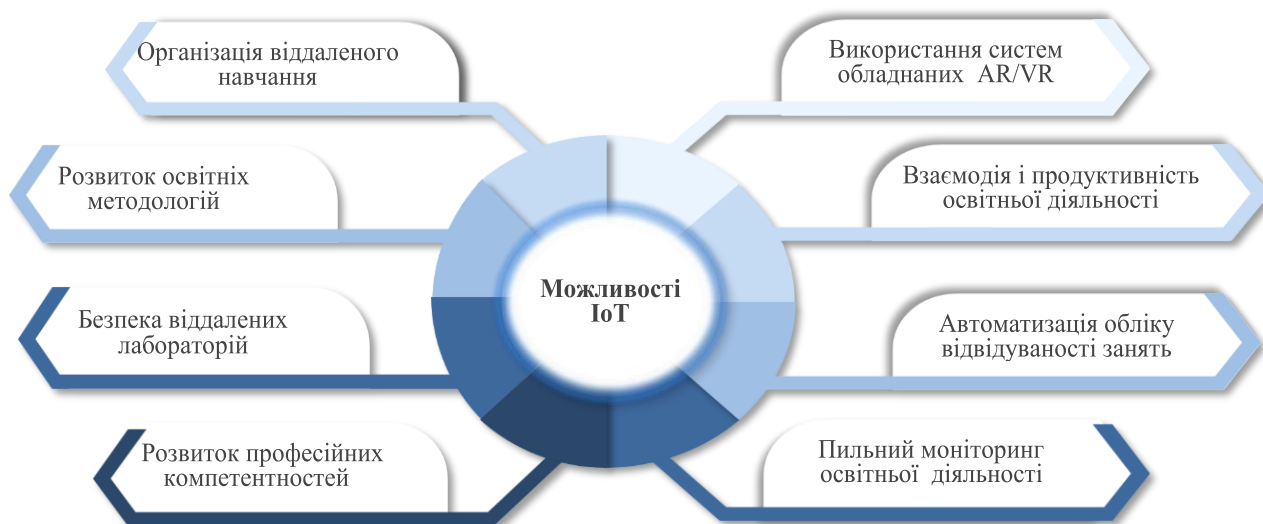 Організація віддаленого
навчання
Використання систем
обладнаних AR/VR
Розвиток освітніх
методологій
Взаємодія і продуктивність
освітньої діяльності
Можливості
ІоТ
Безпека віддалених
лабораторій
Автоматизація обліку
відвідуваності занять
Розвиток професійних
компетентностей
Пильний моніторинг
освітньої діяльності